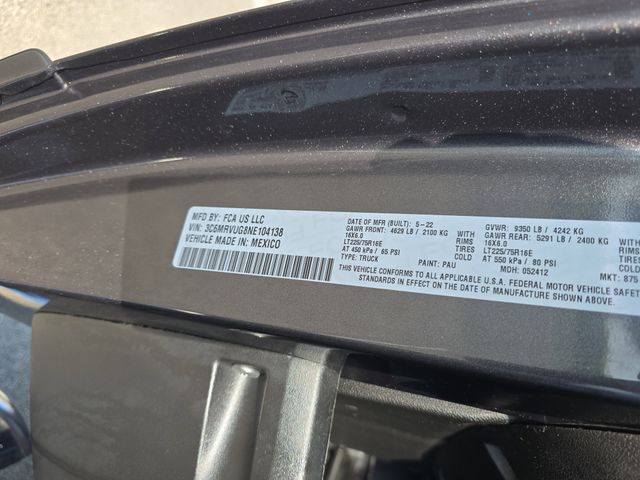 MFD BY: FCA US LLC
VIN: 3C6MRVUG8NE104138
VEHICLE MADE IN: MEXICO
DATE OF MFR (BUILT): 5-22
GAWR FRONT: 4629 LB / 2100 KG WITH
16X6.0 RIMS
LT225/75R16E TIRES
AT 450 kPa / 65 PSI COLD
GVWR: 9350 LB / 4242 KG
GAWR REAR: 5291 LB / 2400 KG WITH
16X6.0 RIMS
LT225/75R16E TIRES
AT 550 kPa / 80 PSI COLD
TYPE: TRUCK PAINT: PAU MDH: 052412 MKT: 875
THIS VEHICLE CONFORMS TO ALL APPLICABLE U.S.A. FEDERAL MOTOR VEHICLE SAFET
STANDARDS IN EFFECT ON THE DATE OF MANUFACTURE SHOWN ABOVE.